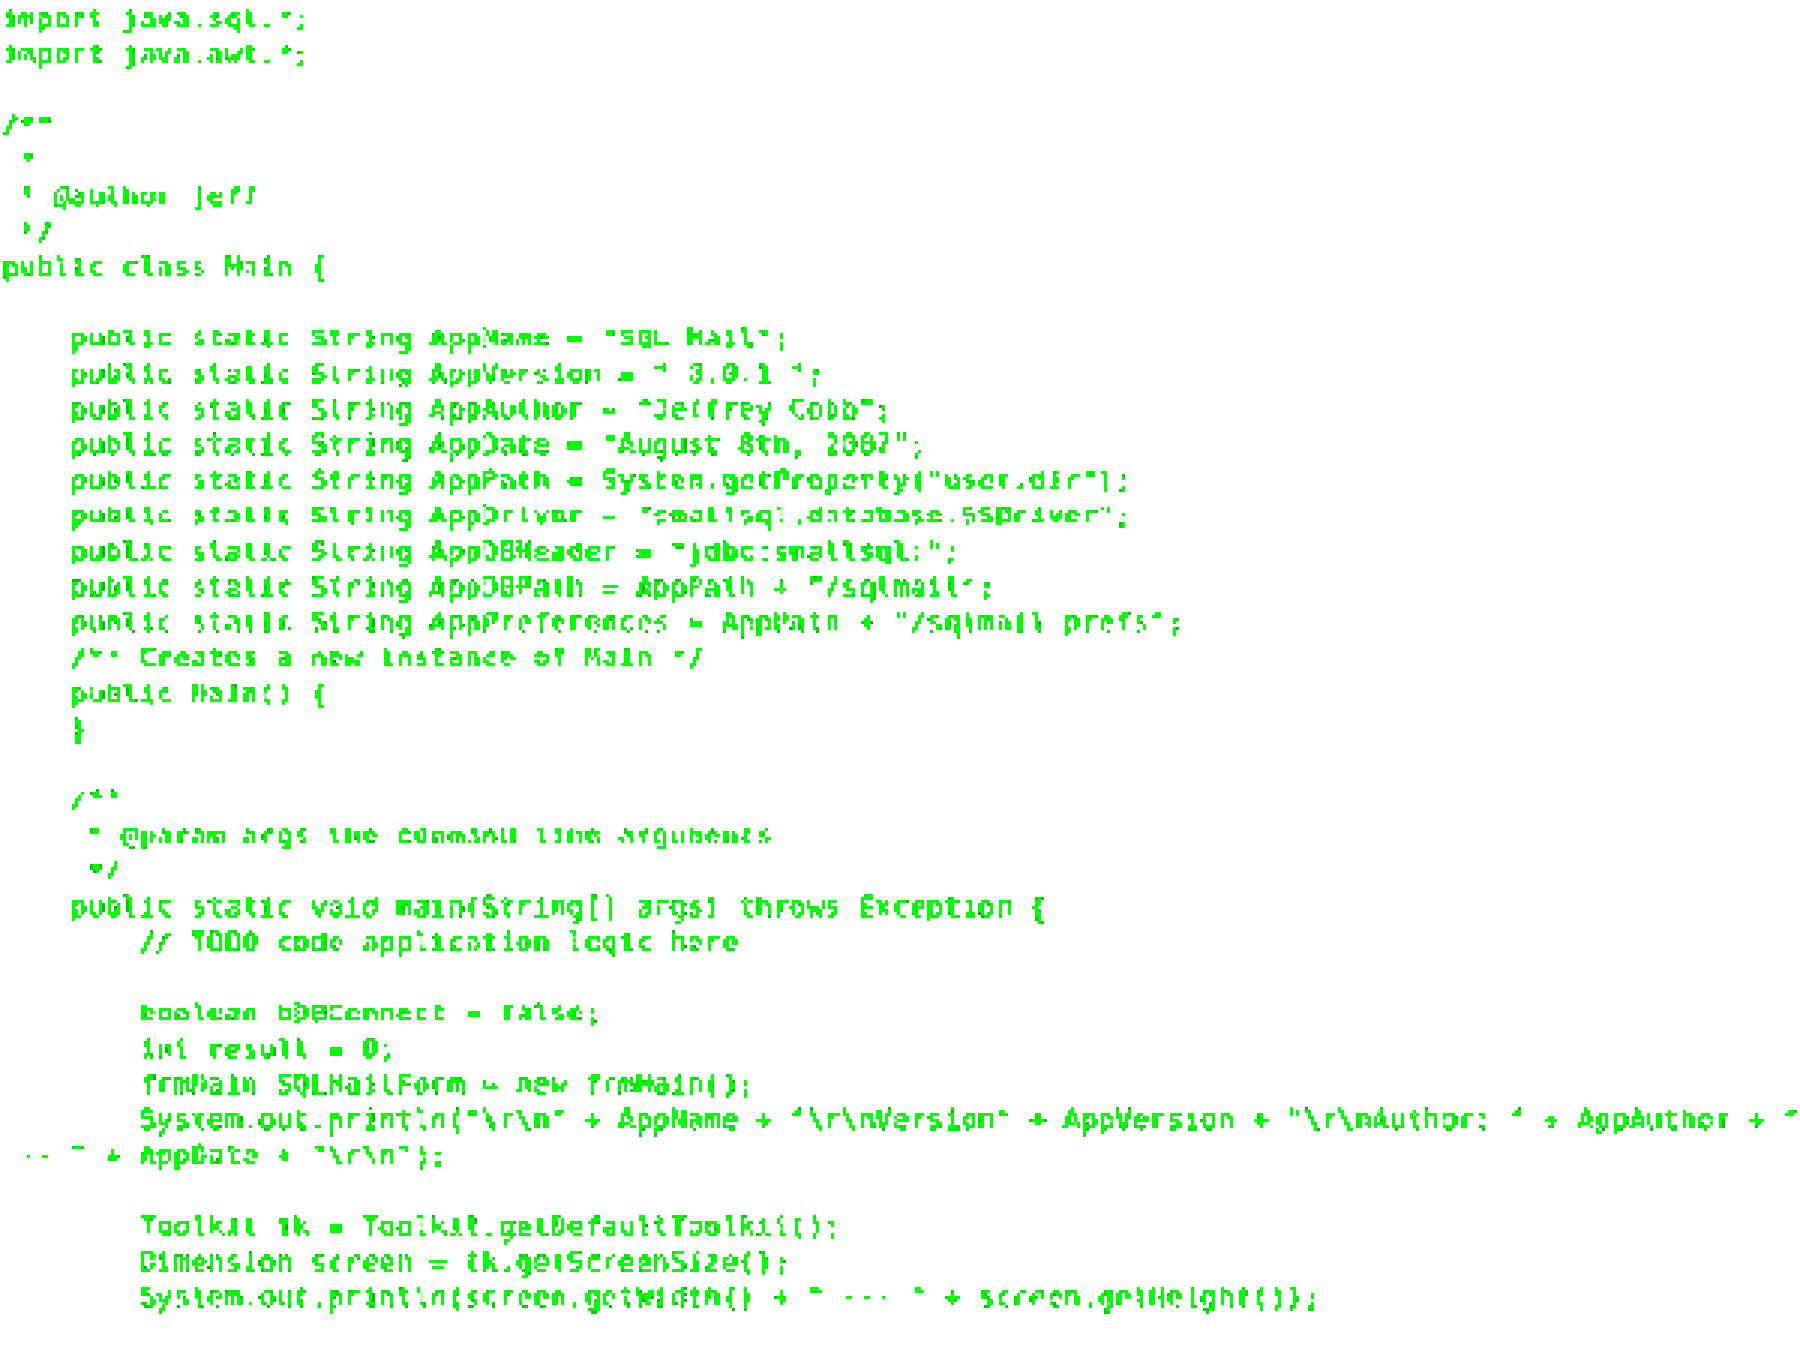 import java.sql.*;
import java.awt.*;
/**
 *
 * @author jeff
 */
public class Main {
    public static String AppName = "SQL Mail";
    public static String AppVersion = " 3.0.1 ";
    public static String AppAuthor = "Jeffrey Cobb";
    public static String AppDate = "August 8th, 2007";
    public static String AppPath = System.getProperty("user.dir");
    public static String AppDriver = "smallsql.database.SSDriver";
    public static String AppDBHeader = "jdbc:smallsql:";
    public static String AppDBPath = AppPath + "/sqlmail";
    public static String AppPreferences = AppPath + "/sqlmail prefs";
    /** Creates a new instance of Main */
    public Main() {
    }
    /**
     * @param args the command line arguments
     */
    public static void main(String[] args) throws Exception {
        // TODO code application logic here
        boolean bDBConnect = false;
        int result = 0;
        frmMain SQLMailForm = new frmMain();
        System.out.println("\r\n" + AppName + "\r\nVersion" + AppVersion + "\r\nAuthor: " + AppAuthor + "
 -- " + AppDate + "\r\n");
        Toolkit tk = Toolkit.getDefaultToolkit();
        Dimension screen = tk.getScreenSize();
        System.out.println(screen.getWidth() + " --- " + screen.getHeight());